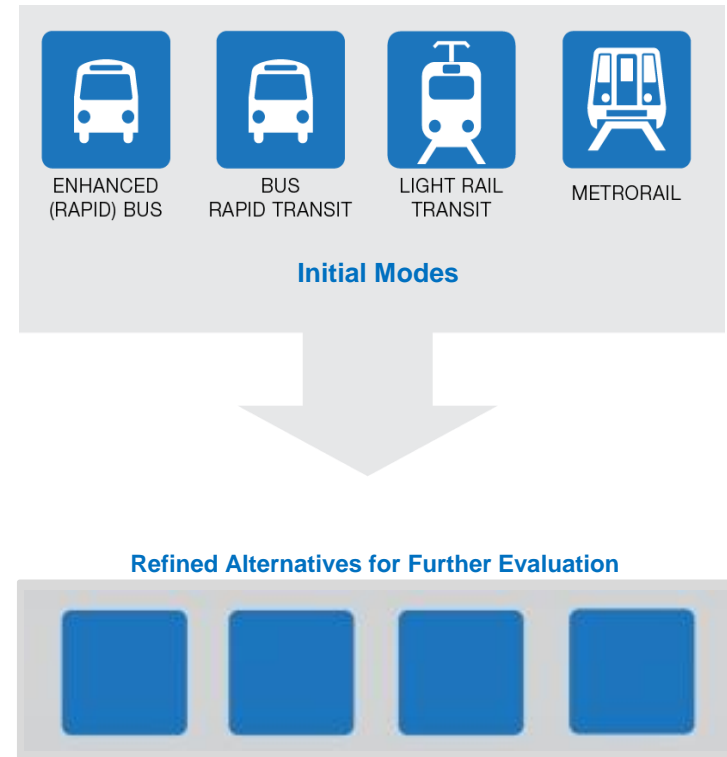 ENHANCED
(RAPID) BUS
BUS
RAPID TRANSIT
LIGHT RAIL
TRANSIT
METRORAIL
Initial Modes
Refined Alternatives for Further Evaluation